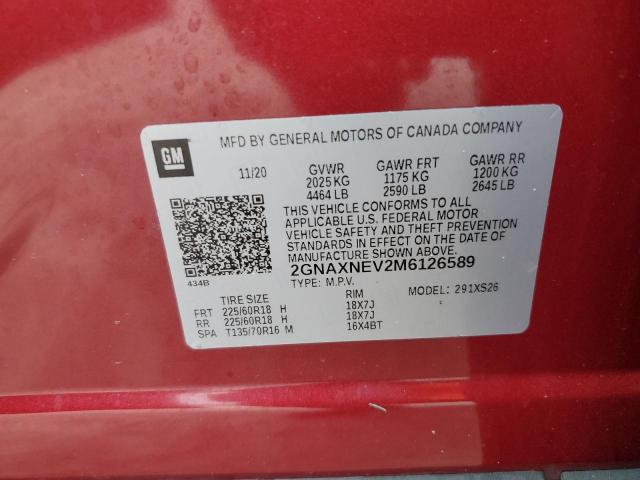 GM
MFD BY GENERAL MOTORS OF CANADA COMPANY
11/20 GVWR GAWR FRT GAWR RR
2025 KG 1175 KG 1200 KG
4464 LB 2590 LB 2645 LB
THIS VEHICLE CONFORMS TO ALL
APPLICABLE U.S. FEDERAL MOTOR
VEHICLE SAFETY AND THEFT PREVENTION
STANDARDS IN EFFECT ON THE DATE OF
MANUFACTURE SHOWN ABOVE.
2GNAXNEV2M6126589
434B TYPE: M.P.V. MODEL: 291XS26
TIRE SIZE RIM
FRT 225/60R18 H 18X7J
RR 225/60R18 H 18X7J
SPA T135/70R16 M 16X4BT